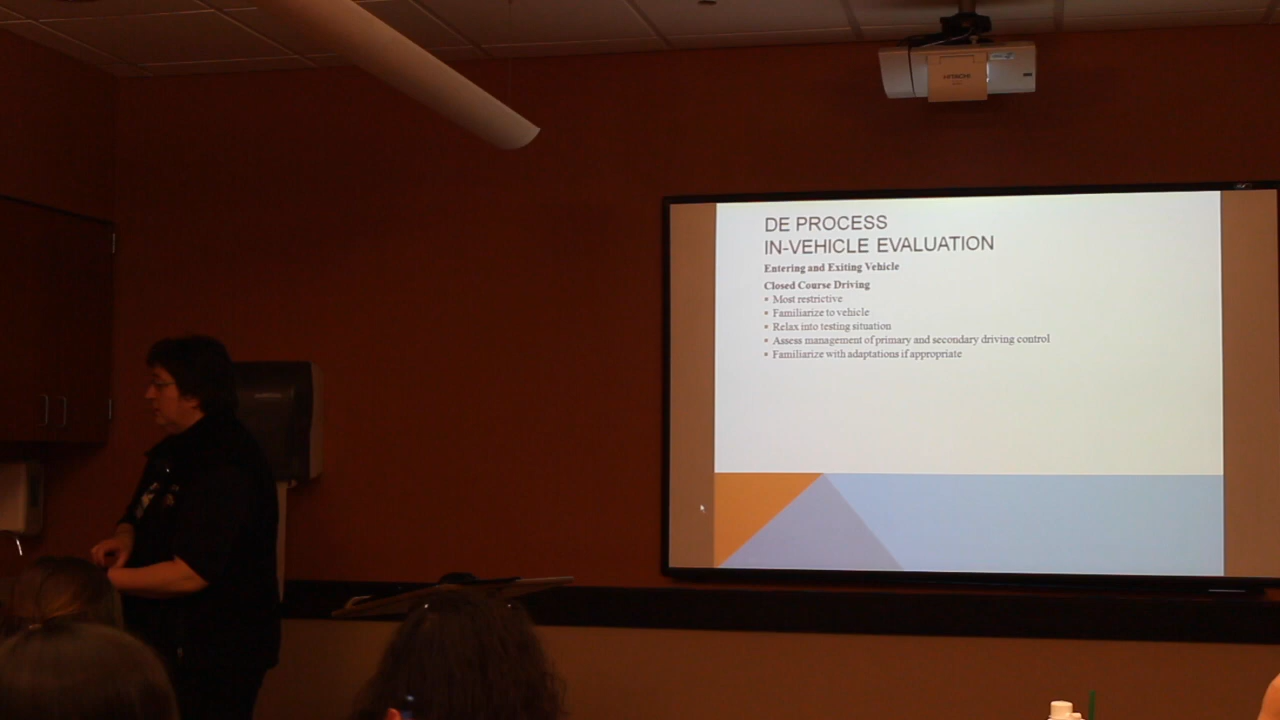 HITACHI
DE PROCESS
IN-VEHICLE EVALUATION
Entering and Exiting Vehicle
Closed Course Driving
▪ Most restrictive
▪ Familiarize to vehicle
▪ Relax into testing situation
▪ Assess management of primary and secondary driving control
▪ Familiarize with adaptations if appropriate